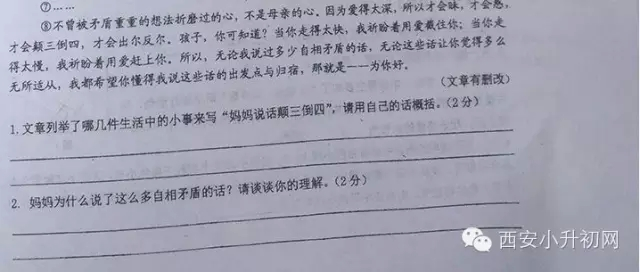 ⑦……
⑧不曾被矛盾重重的想法折磨过的心，不是母亲的心。因为爱得太深，所以才会昧，才会惑，
才会颠三倒四，才会出尔反尔。孩子，你可知道？当你走得太快，我祈盼着用爱截住你；当你走
得太慢，我祈盼着用爱赶上你。所以，无论我说过多少自相矛盾的话，无论这些话让你觉得多么
无所适从，我都希望你懂得我说这些话的出发点与归宿，那就是——为你好。
（文章有删改）
1.文章列举了哪几件生活中的小事来写“妈妈说话颠三倒四”，请用自己的话概括。(2分)
2. 妈妈为什么说了这么多自相矛盾的话？请谈谈你的理解。(2分)
西安小升初网